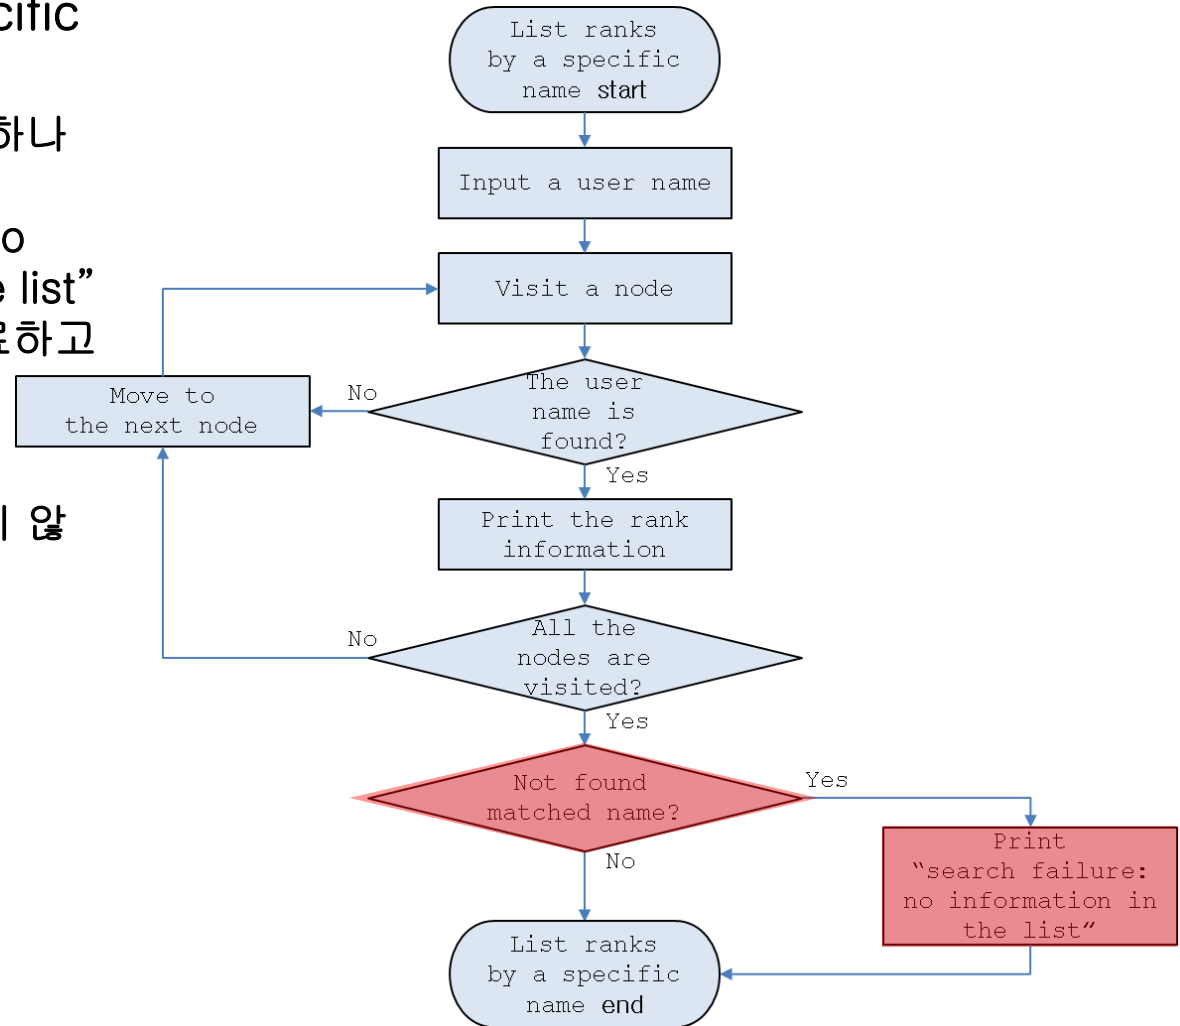 cific
하나
o
e list”
료하고
| 않
List ranks
by a specific
name start
Input a user name
Visit a node
The user
name is
found?
No
Move to
the next node
Yes
Print the rank
information
All the
nodes are
visited?
No
Yes
Not found
matched name?
Yes
Print
“search failure:
no information in
the list”
No
List ranks
by a specific
name end